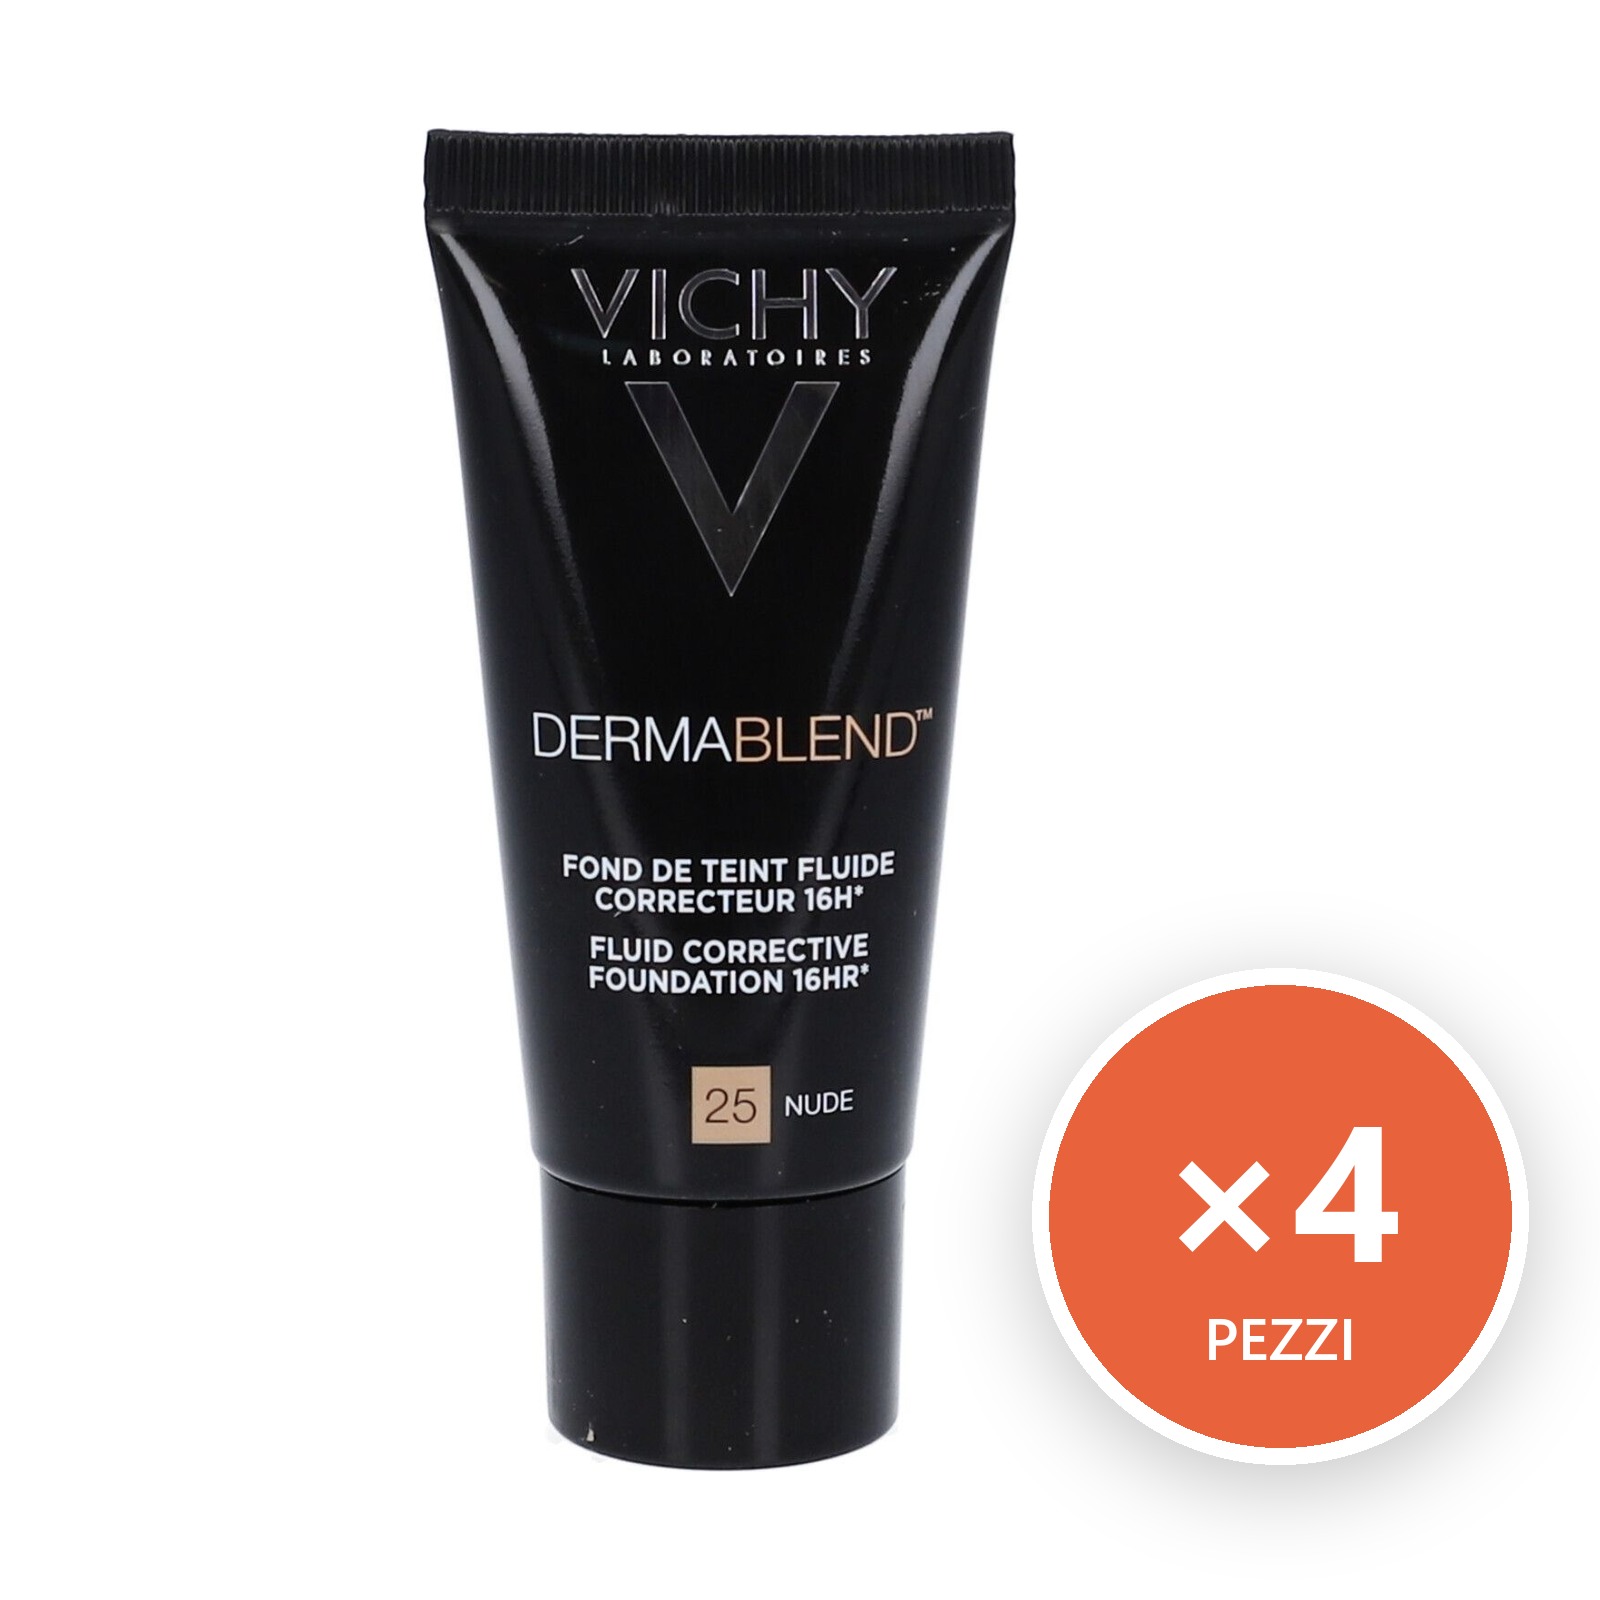 VICHY
LABORATOIRES
V
DERMABLEND™
FOND DE TEINT FLUIDE
CORRECTEUR 16H*
FLUID CORRECTIVE
FOUNDATION 16HR*
25 NUDE
×4
PEZZI